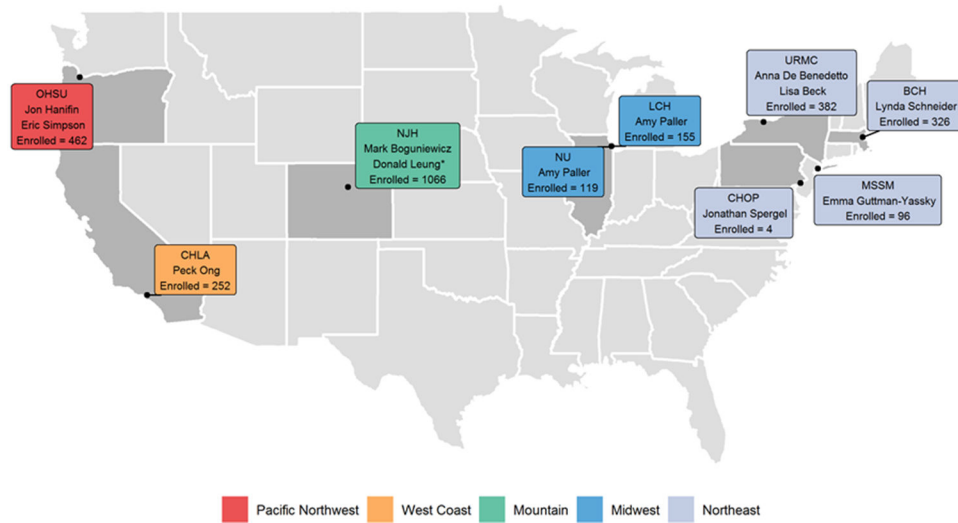 OHSU
Jon Hanifin
Eric Simpson
Enrolled = 462
CHLA
Peck Ong
Enrolled = 252
NJH
Mark Boguniewicz
Donald Leung*
Enrolled = 1066
LCH
Amy Paller
Enrolled = 155
NU
Amy Paller
Enrolled = 119
URMC
Anna De Benedetto
Lisa Beck
Enrolled = 382
BCH
Lynda Schneider
Enrolled = 326
CHOP
Jonathan Spergel
Enrolled = 4
MSSM
Emma Guttman-Yassky
Enrolled = 96
Pacific Northwest
West Coast
Mountain
Midwest
Northeast